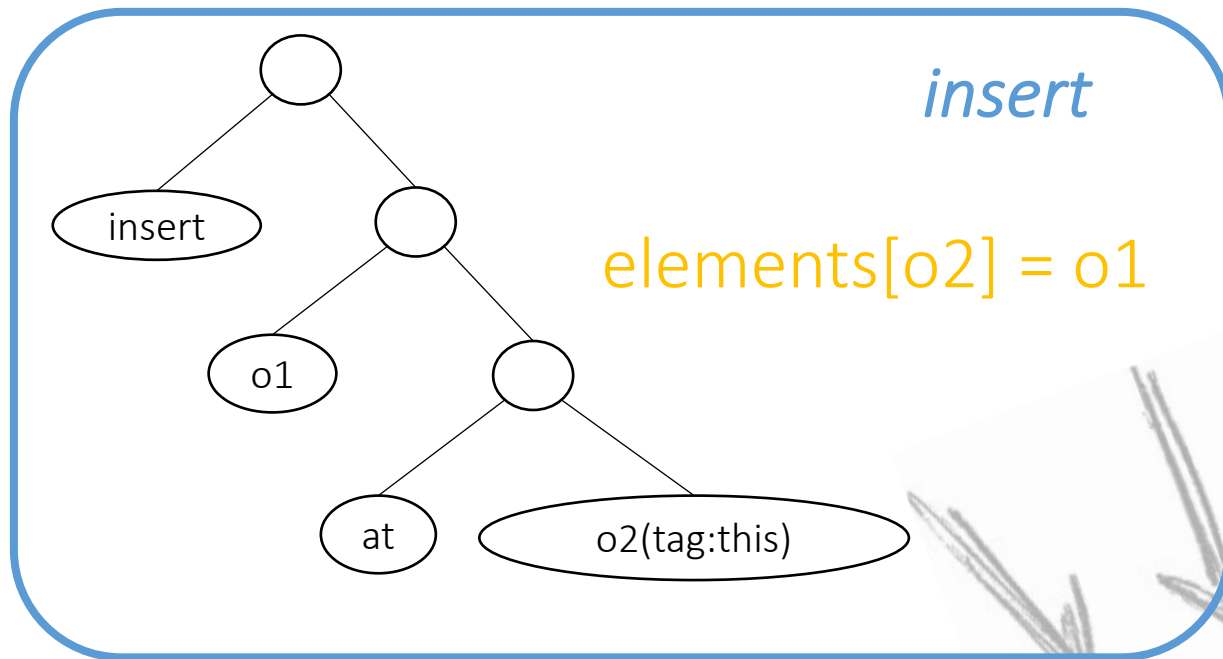 insert
insert
elements[o2] = o1
o1
at
o2(tag:this)